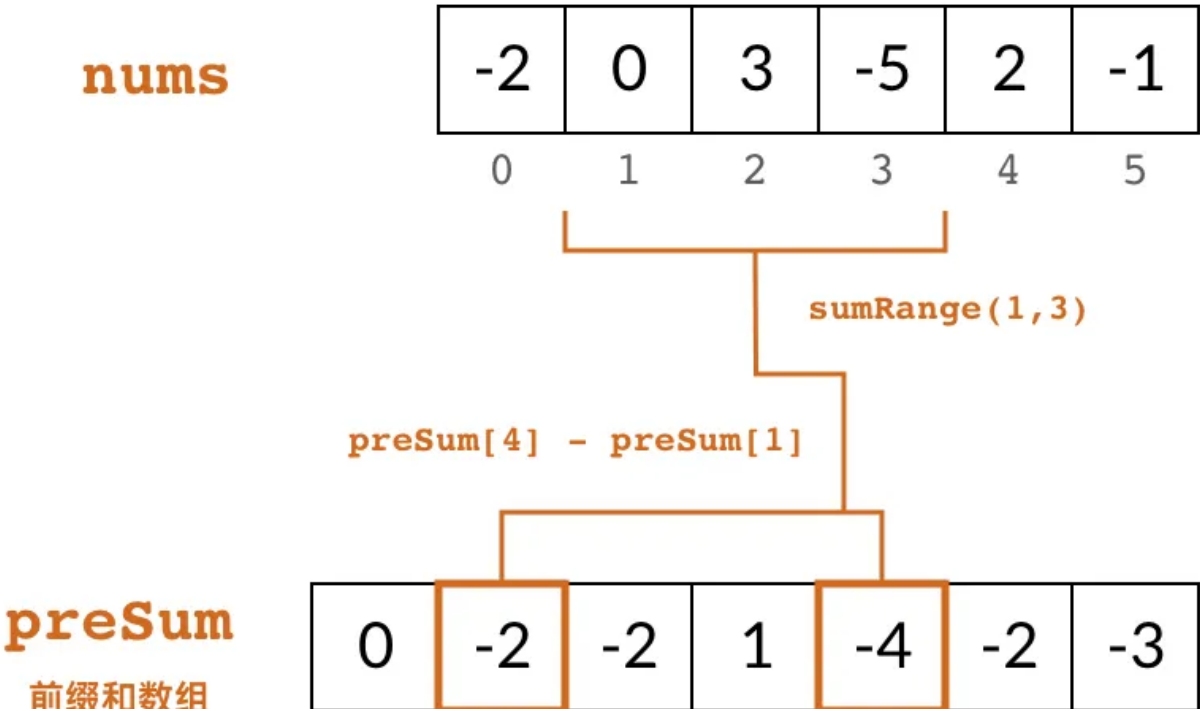 nums -2 0 3 -5 2 -1
0 1 2 3 4 5
sumRange(1,3)
preSum[4] - preSum[1]
preSum 0 -2 -2 1 -4 -2 -3
前缀和数组